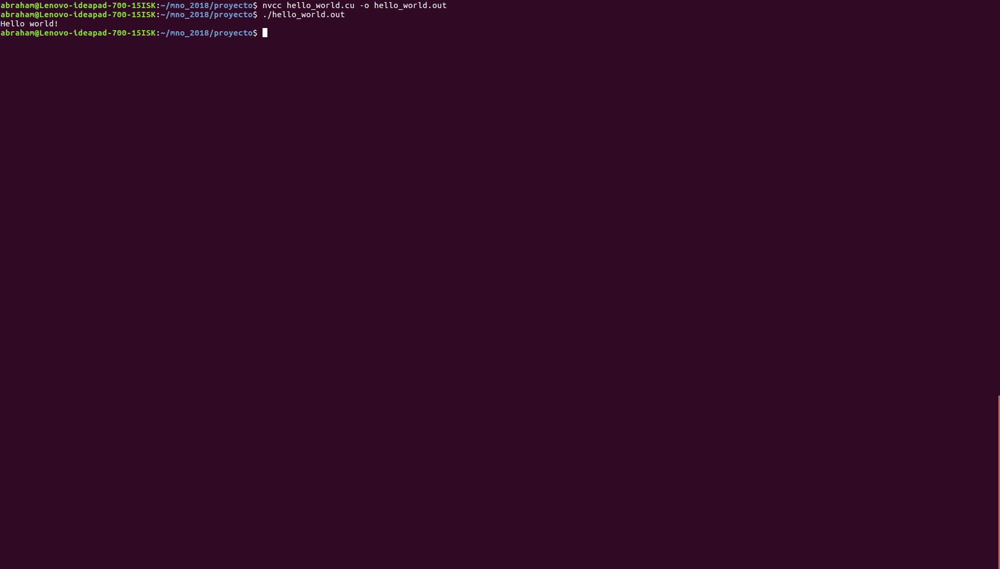 abraham@Lenovo-ideapad-700-15ISK:~/mno_2018/proyecto$ nvcc hello_world.cu -o hello_world.out
abraham@Lenovo-ideapad-700-15ISK:~/mno_2018/proyecto$ ./hello_world.out
Hello world!
abraham@Lenovo-ideapad-700-15ISK:~/mno_2018/proyecto$